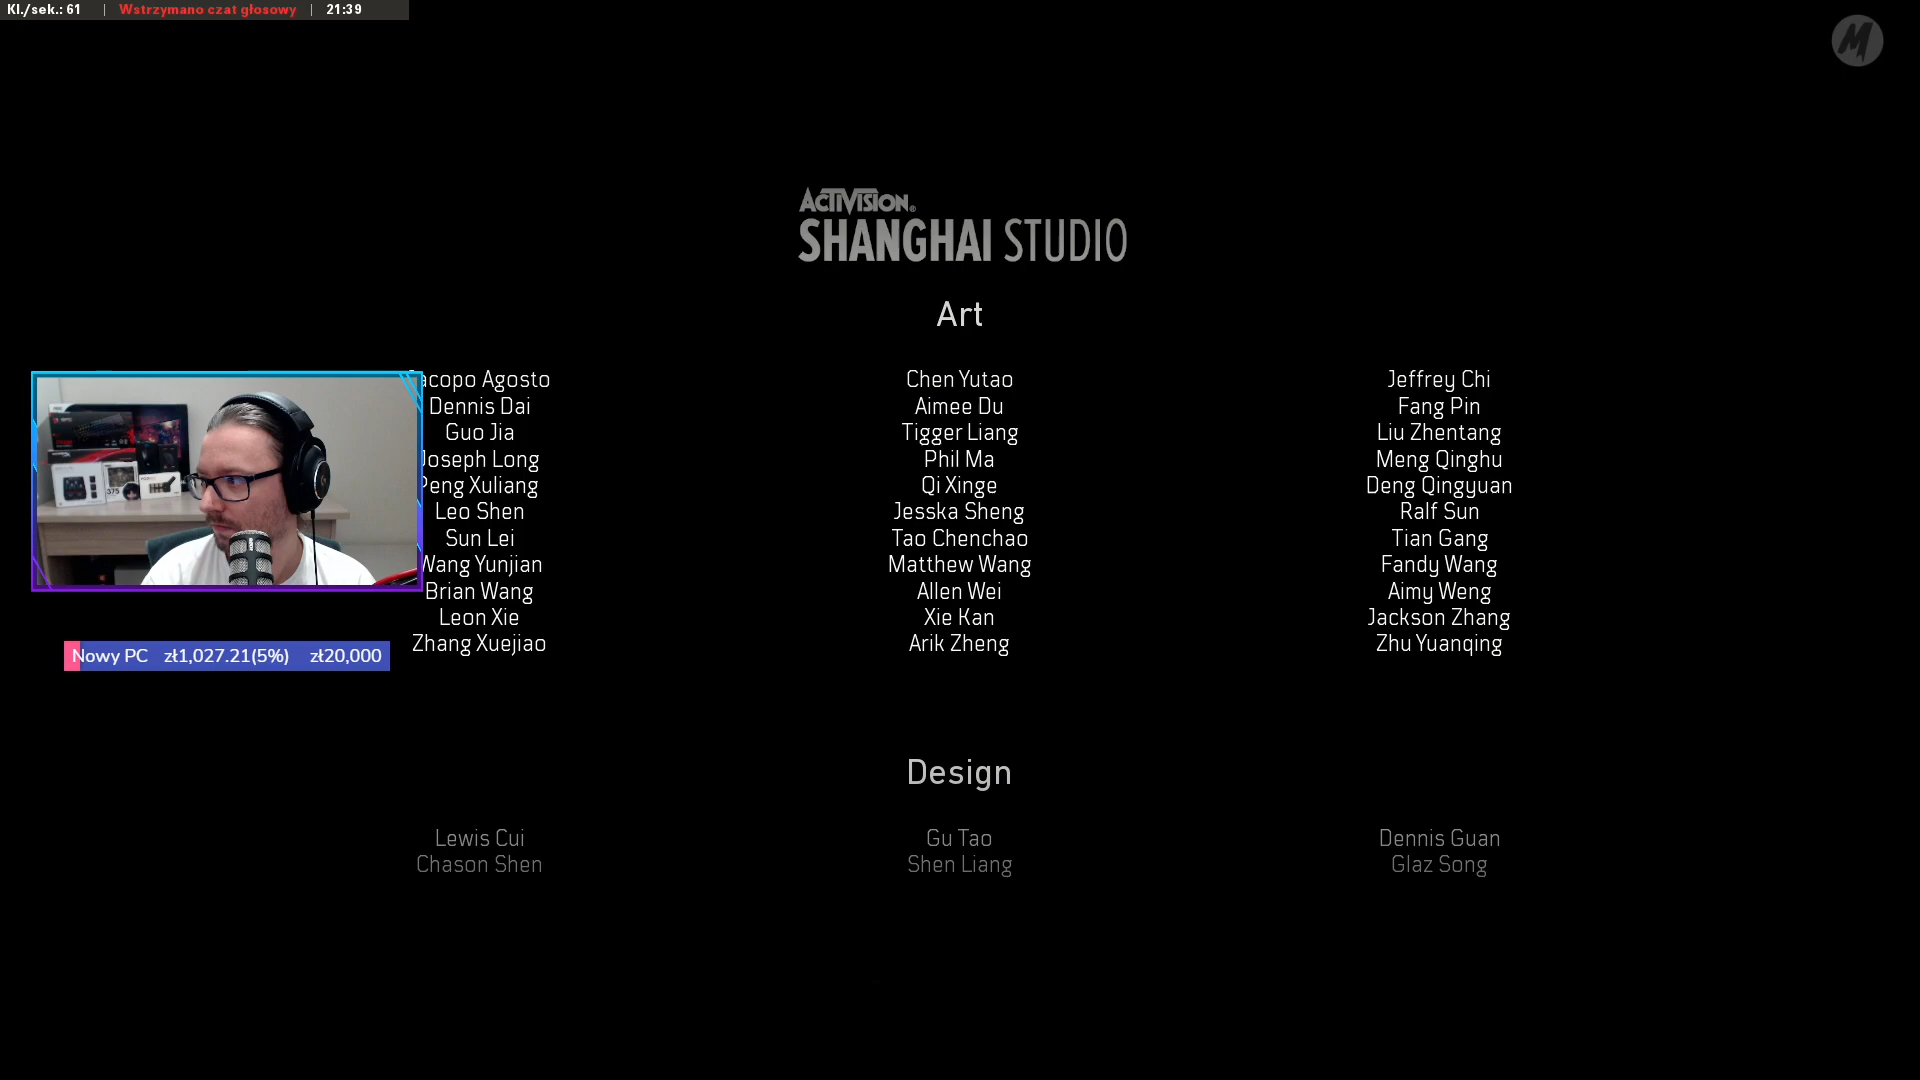 Kl./sek.: 61 | Wstrzymano czat głosowy | 21:39
ACTIVISION®
SHANGHAI STUDIO
Art
Jacopo Agosto Chen Yutao Jeffrey Chi
Dennis Dai Aimee Du Fang Pin
Guo Jia Tigger Liang Liu Zhentang
Joseph Long Phil Ma Meng Qinghu
Peng Xuliang Qi Xinge Deng Qingyuan
Leo Shen Jesska Sheng Ralf Sun
Sun Lei Tao Chenchao Tian Gang
Wang Yunjian Matthew Wang Fandy Wang
Brian Wang Allen Wei Aimy Weng
Leon Xie Xie Kan Jackson Zhang
Zhang Xuejiao Arik Zheng Zhu Yuanqing
Nowy PC zł1,027.21(5%) zł20,000
Design
Lewis Cui Gu Tao Dennis Guan
Chason Shen Shen Liang Glaz Song